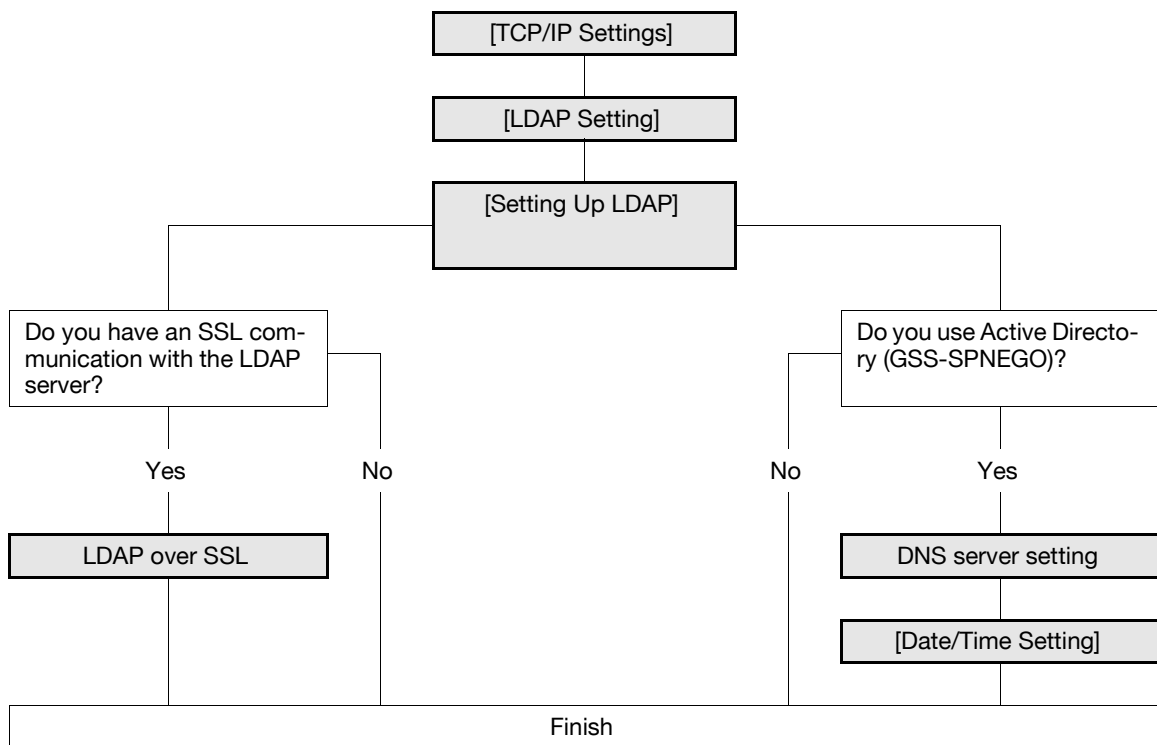 [TCP/IP Settings]
[LDAP Setting]
[Setting Up LDAP]
Do you have an SSL com-
munication with the LDAP
server?
Do you use Active Directo-
ry (GSS-SPNEGO)?
Yes
No
No
Yes
LDAP over SSL
DNS server setting
[Date/Time Setting]
Finish